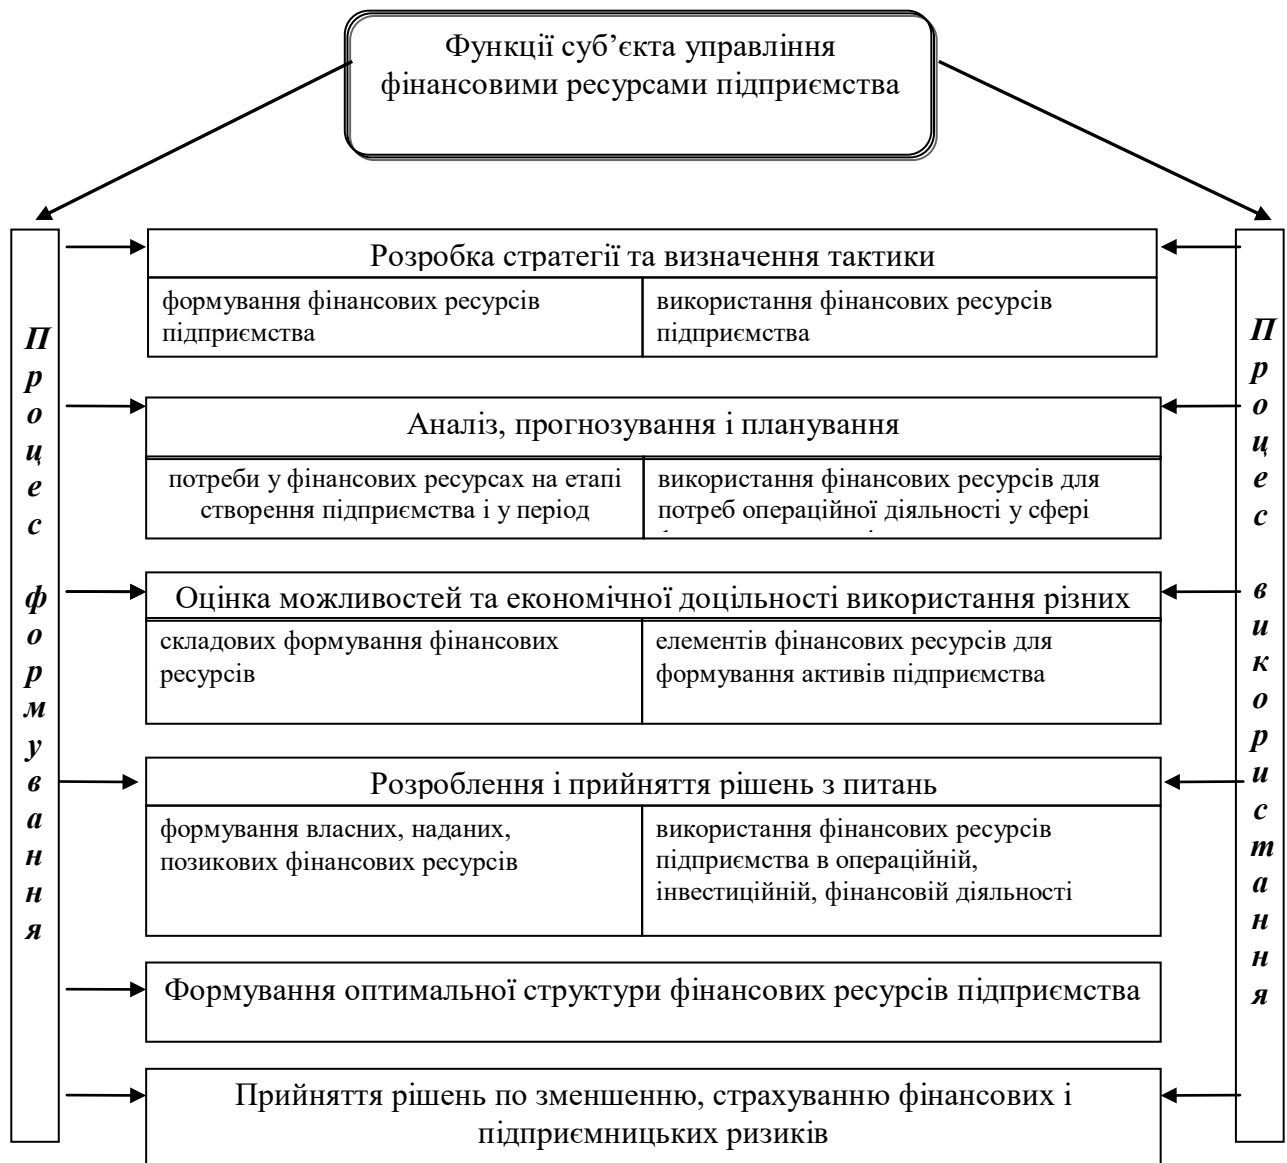 Функції суб’єкта управління
фінансовими ресурсами підприємства
Процес формування
Розробка стратегії та визначення тактики
формування фінансових ресурсів
підприємства
використання фінансових ресурсів
підприємства
Аналіз, прогнозування і планування
потреби у фінансових ресурсах на етапі
створення підприємства і у період
використання фінансових ресурсів для
потреб операційної діяльності у сфері
Оцінка можливостей та економічної доцільності використання різних
складових формування фінансових
ресурсів
елементів фінансових ресурсів для
формування активів підприємства
Розроблення і прийняття рішень з питань
формування власних, наданих,
позикових фінансових ресурсів
використання фінансових ресурсів
підприємства в операційній,
інвестиційній, фінансовій діяльності
Формування оптимальної структури фінансових ресурсів підприємства
Прийняття рішень по зменшенню, страхуванню фінансових і
підприємницьких ризиків
Процес використання